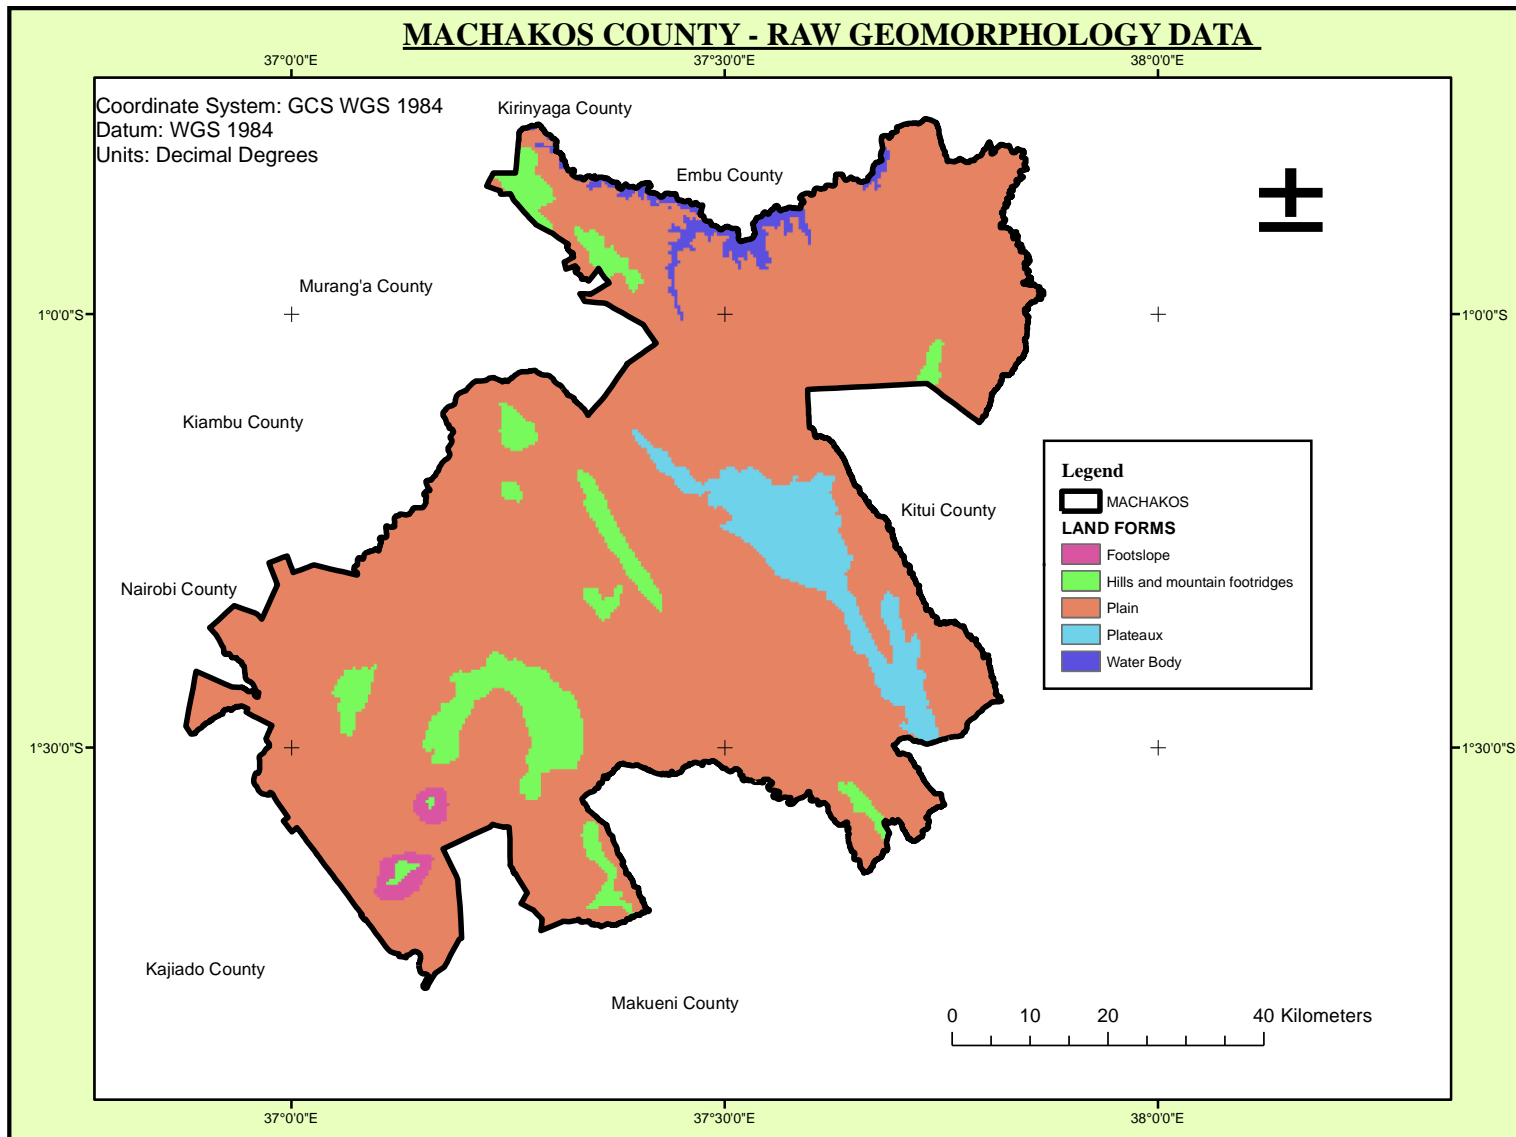 MACHAKOS COUNTY - RAW GEOMORPHOLOGY DATA
37°0'0"E 37°30'0"E 38°0'0"E
Coordinate System: GCS WGS 1984
Datum: WGS 1984
Units: Decimal Degrees
Kirinyaga County
Embu County
Murang'a County
1°0'0"S 1°0'0"S
Kiambu County
Kitui County
Nairobi County
Legend
MACHAKOS
LAND FORMS
Footslope
Hills and mountain footridges
Plain
Plateaux
Water Body
1°30'0"S 1°30'0"S
Kajiado County
Makueni County
0 10 20 40 Kilometers
37°0'0"E 37°30'0"E 38°0'0"E